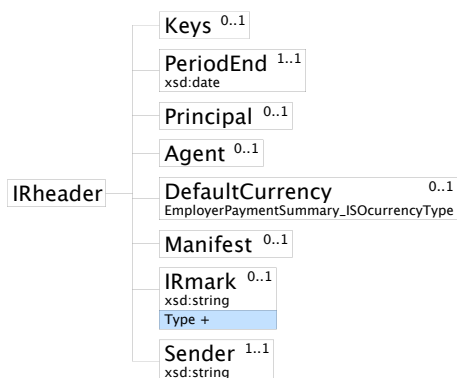 Keys 0..1
PeriodEnd 1..1
xsd:date
Principal 0..1
Agent 0..1
IRheader
DefaultCurrency 0..1
EmployerPaymentSummary_ISOcurrencyType
Manifest 0..1
IRmark 0..1
xsd:string
Type +
Sender 1..1
xsd:string